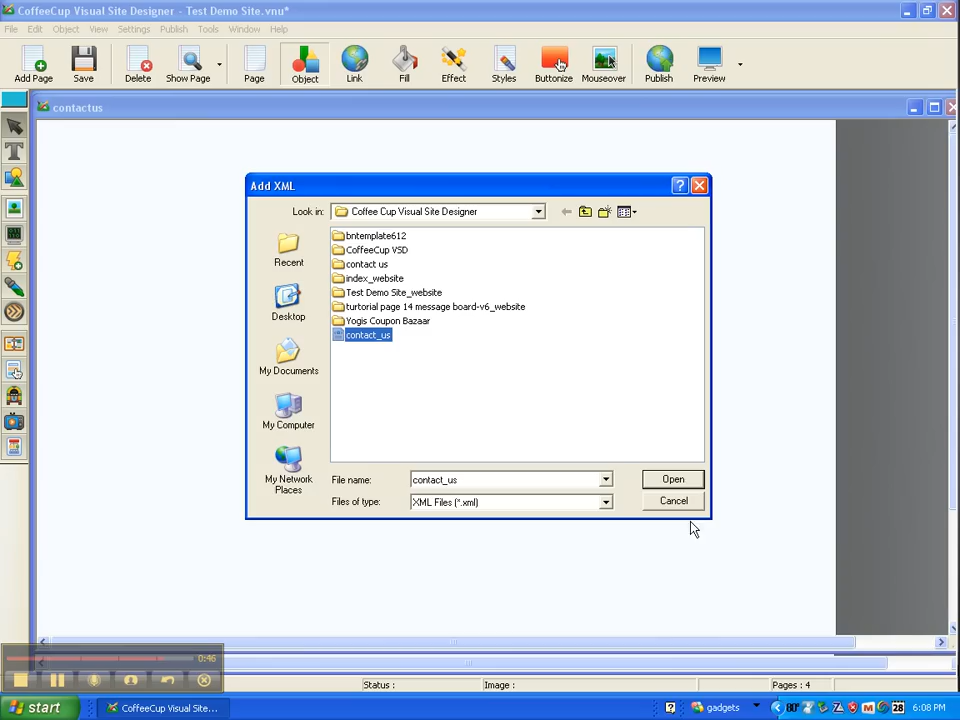 CoffeeCup Visual Site Designer - Test Demo Site.vnu*
File Edit Object View Settings Publish Tools Window Help
Add Page Save Delete Show Page Page Object Link Fill Effect Styles Buttonize Mouseover Publish Preview
contactus
Add XML
Look in: Coffee Cup Visual Site Designer
Recent
Desktop
My Documents
My Computer
My Network
Places
bntemplate612
CoffeeCup VSD
contact us
index_website
Test Demo Site_website
turtorial page 14 message board-v6_website
Yogis Coupon Bazaar
contact_us
File name: contact_us Open
Files of type: XML Files (*.xml) Cancel
0:46
Status : Image : Pages : 4
start CoffeeCup Visual Site... gadgets 80° 28 6:08 PM